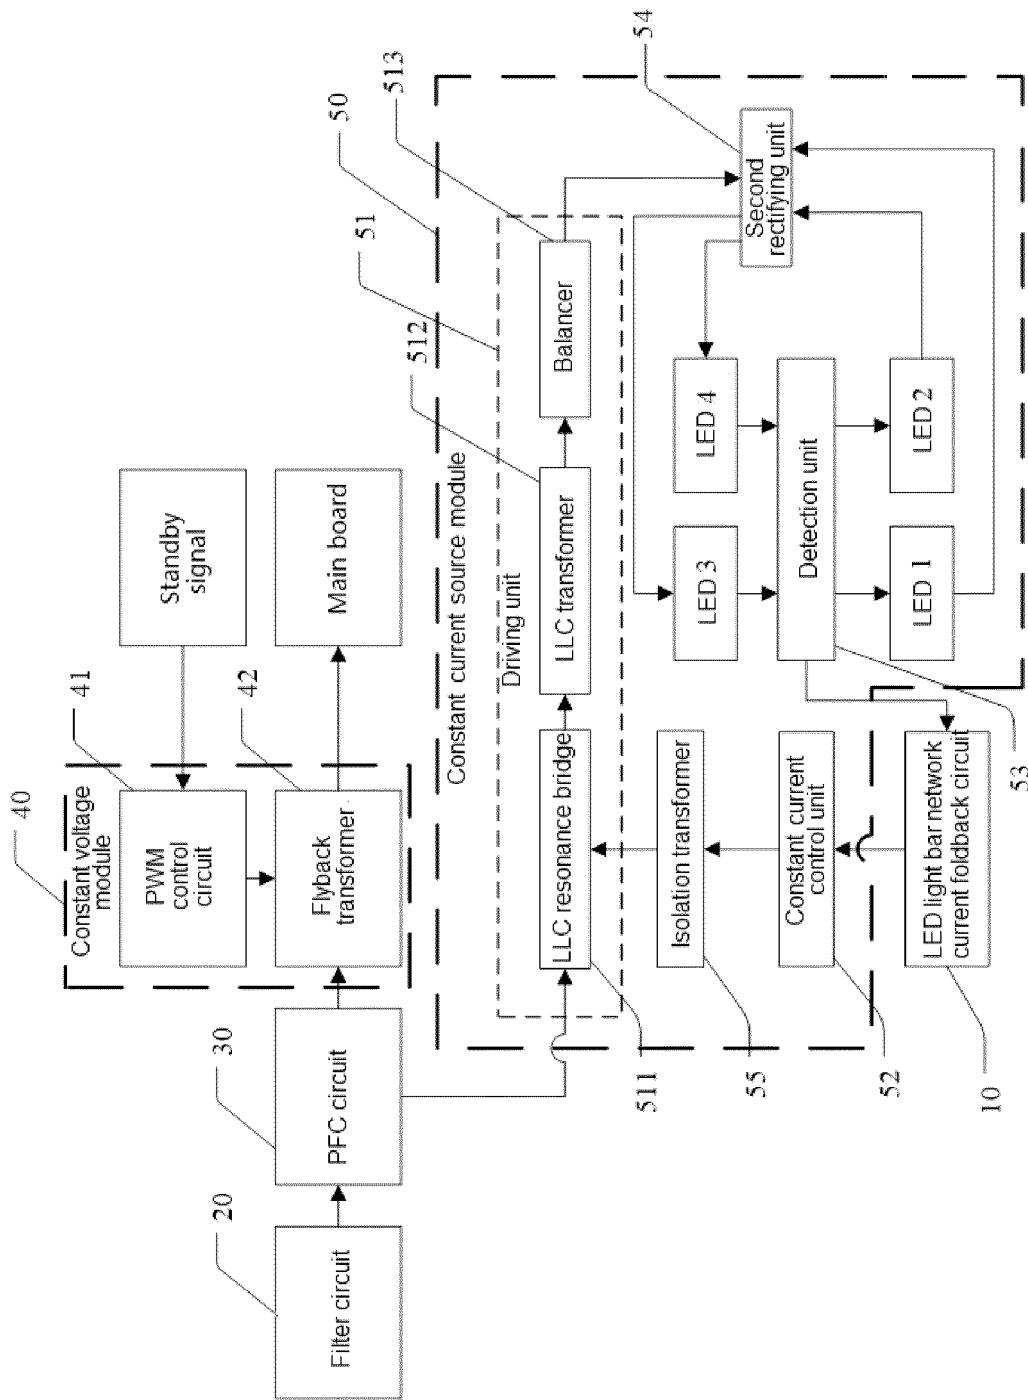 40
Constant voltage
module
41
PWM
control
circuit
Standby
signal
20
Filter circuit
30
PFC circuit
42
Flyback
transformer
Main board
Constant current source module
50
Driving unit
51
511
LLC resonance bridge
512
LLC transformer
513
Balancer
55
Isolation transformer
LED 3
LED 4
54
Second
rectifying unit
52
Constant current
control unit
Detection unit
53
10
LED light bar network
current foldback circuit
LED 1
LED 2